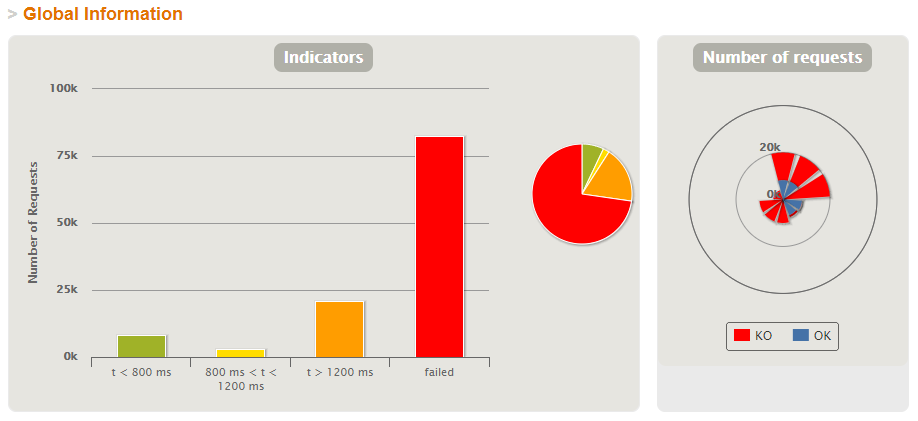 > Global Information
Indicators
Number of requests
100k
75k
50k
25k
0k
Number of Requests
t < 800 ms
800 ms < t <
1200 ms
t > 1200 ms
failed
20k
0k
KO
OK